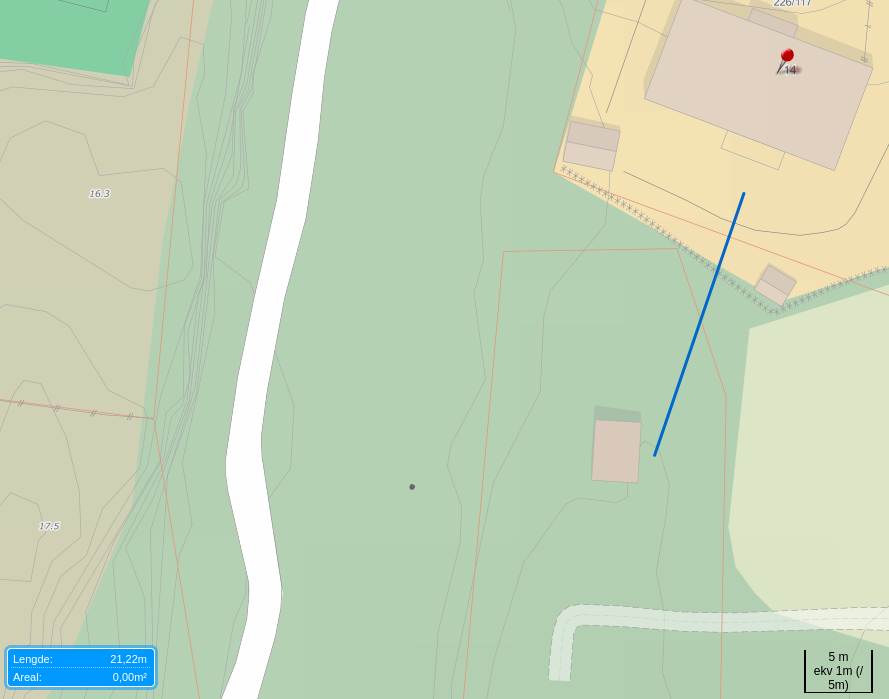 226/117
14
16.3
17.5
Lengde: 21,22m
Areal: 0,00m²
5 m
ekv 1m (/
5m)